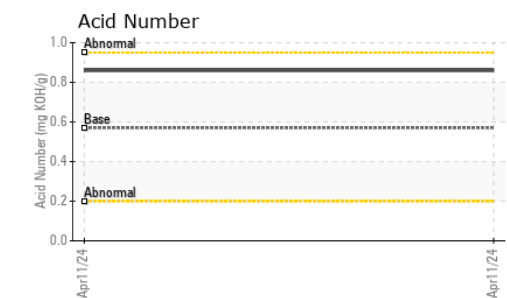 Acid Number
Acid Number (mg KOH/g)
1.0
0.8
0.6
0.4
0.2
0.0
Abnormal
Base
Abnormal
Apr11/24
Apr11/24